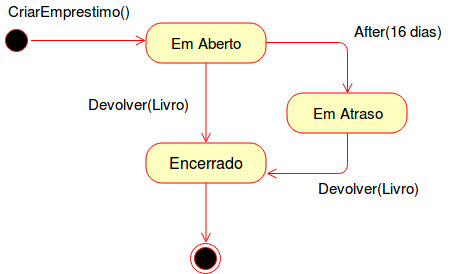 CriarEmprestimo()
Em Aberto
After(16 dias)
Devolver(Livro)
Em Atraso
Encerrado
Devolver(Livro)